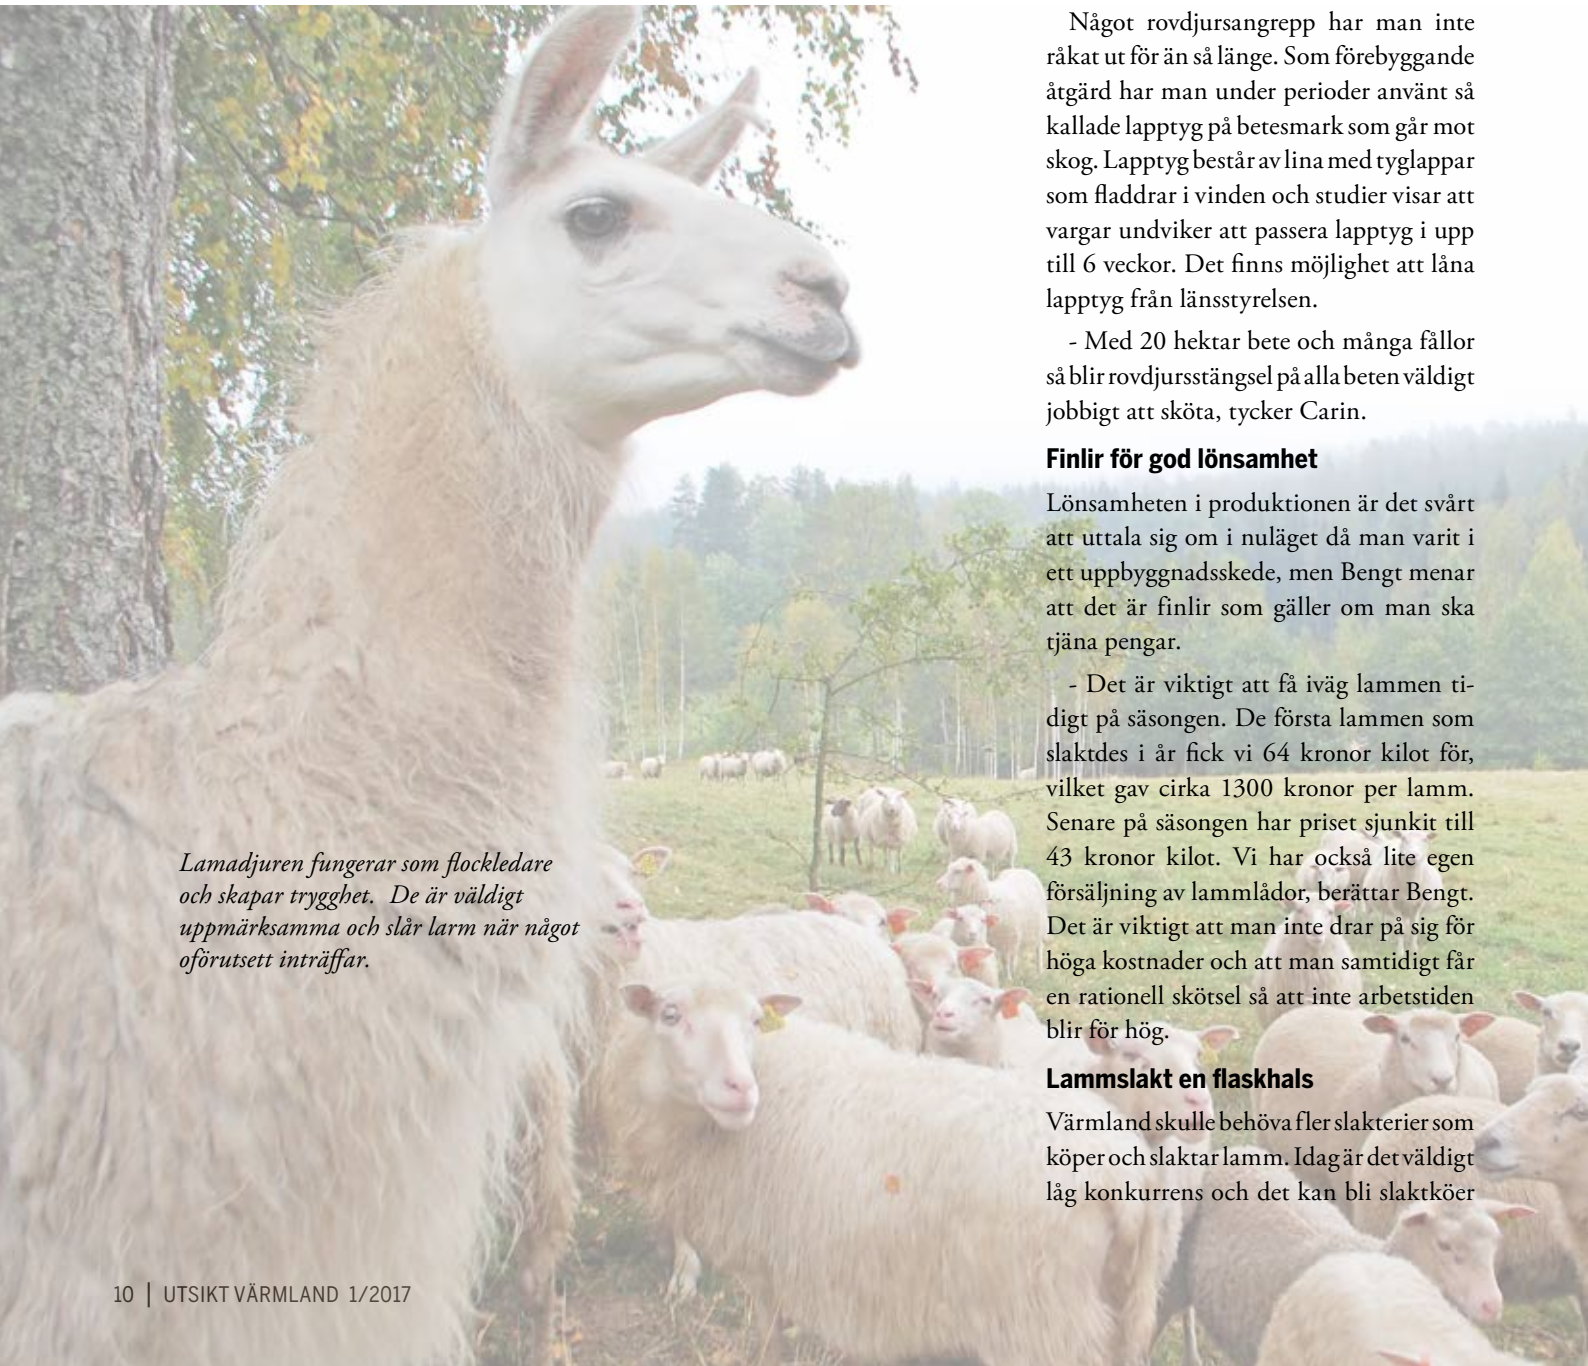 Något rovdjursangrepp har man inte
råkat ut för än så länge. Som förebyggande
åtgärd har man under perioder använt så
kallade lapptyg på betesmark som går mot
skog. Lapptyg består av lina med tyglappar
som fladdrar i vinden och studier visar att
vargar undviker att passera lapptyg i upp
till 6 veckor. Det finns möjlighet att låna
lapptyg från länsstyrelsen.
- Med 20 hektar bete och många fållor
så blir rovdjursstängsel på alla beten väldigt
jobbigt att sköta, tycker Carin.
Finlir för god lönsamhet
Lönsamheten i produktionen är det svårt
att uttala sig om i nuläget då man varit i
ett uppbyggnadsskede, men Bengt menar
att det är finlir som gäller om man ska
tjäna pengar.
- Det är viktigt att få iväg lammen ti-
digt på säsongen. De första lammen som
slaktdes i år fick vi 64 kronor kilot för,
vilket gav cirka 1300 kronor per lamm.
Senare på säsongen har priset sjunkit till
43 kronor kilot. Vi har också lite egen
försäljning av lammlådor, berättar Bengt.
Det är viktigt att man inte drar på sig för
höga kostnader och att man samtidigt får
en rationell skötsel så att inte arbetstiden
blir för hög.
Lammslakt en flaskhals
Värmland skulle behöva fler slakterier som
köper och slaktar lamm. Idag är det väldigt
låg konkurrens och det kan bli slaktköer
Lamadjuren fungerar som flockledare
och skapar trygghet. De är väldigt
uppmärksamma och slår larm när något
oförutsett inträffar.
10 | UTSIKT VÄRMLAND 1/2017